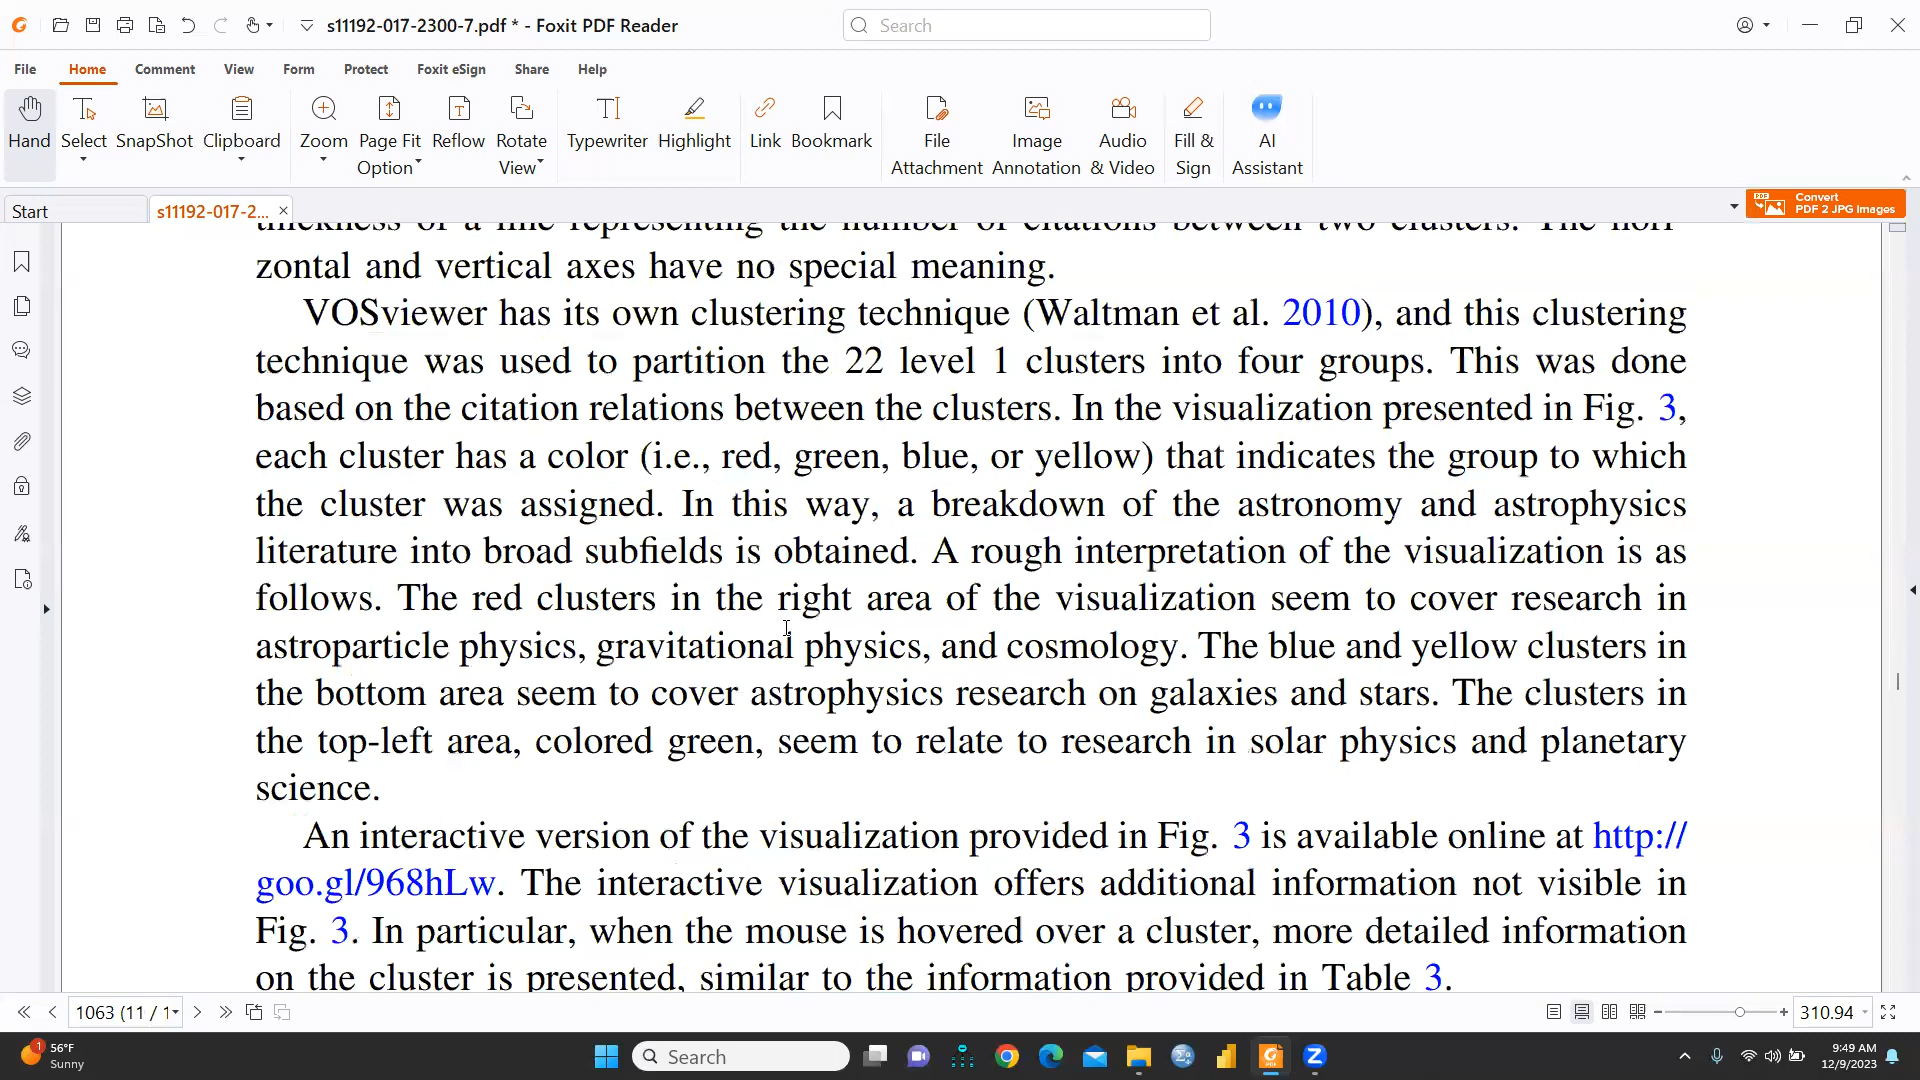 s11192-017-2300-7.pdf * - Foxit PDF Reader
Search
File Home Comment View Form Protect Foxit eSign Share Help
Hand Select SnapShot Clipboard Zoom Page Fit Option Reflow Rotate View Typewriter Highlight Link Bookmark File Attachment Image Annotation Audio & Video Fill & Sign AI Assistant
Start
s11192-017-2...
Convert
PDF 2 JPG Images
thickness of a line representing the number of citations between two clusters. The hori-
zontal and vertical axes have no special meaning.
VOSviewer has its own clustering technique (Waltman et al. 2010), and this clustering
technique was used to partition the 22 level 1 clusters into four groups. This was done
based on the citation relations between the clusters. In the visualization presented in Fig. 3,
each cluster has a color (i.e., red, green, blue, or yellow) that indicates the group to which
the cluster was assigned. In this way, a breakdown of the astronomy and astrophysics
literature into broad subfields is obtained. A rough interpretation of the visualization is as
follows. The red clusters in the right area of the visualization seem to cover research in
astroparticle physics, gravitational physics, and cosmology. The blue and yellow clusters in
the bottom area seem to cover astrophysics research on galaxies and stars. The clusters in
the top-left area, colored green, seem to relate to research in solar physics and planetary
science.
An interactive version of the visualization provided in Fig. 3 is available online at http://
goo.gl/968hLw. The interactive visualization offers additional information not visible in
Fig. 3. In particular, when the mouse is hovered over a cluster, more detailed information
on the cluster is presented, similar to the information provided in Table 3.
1063 (11 / 1
310.94
1
56°F
Sunny
Search
9:49 AM
12/9/2023